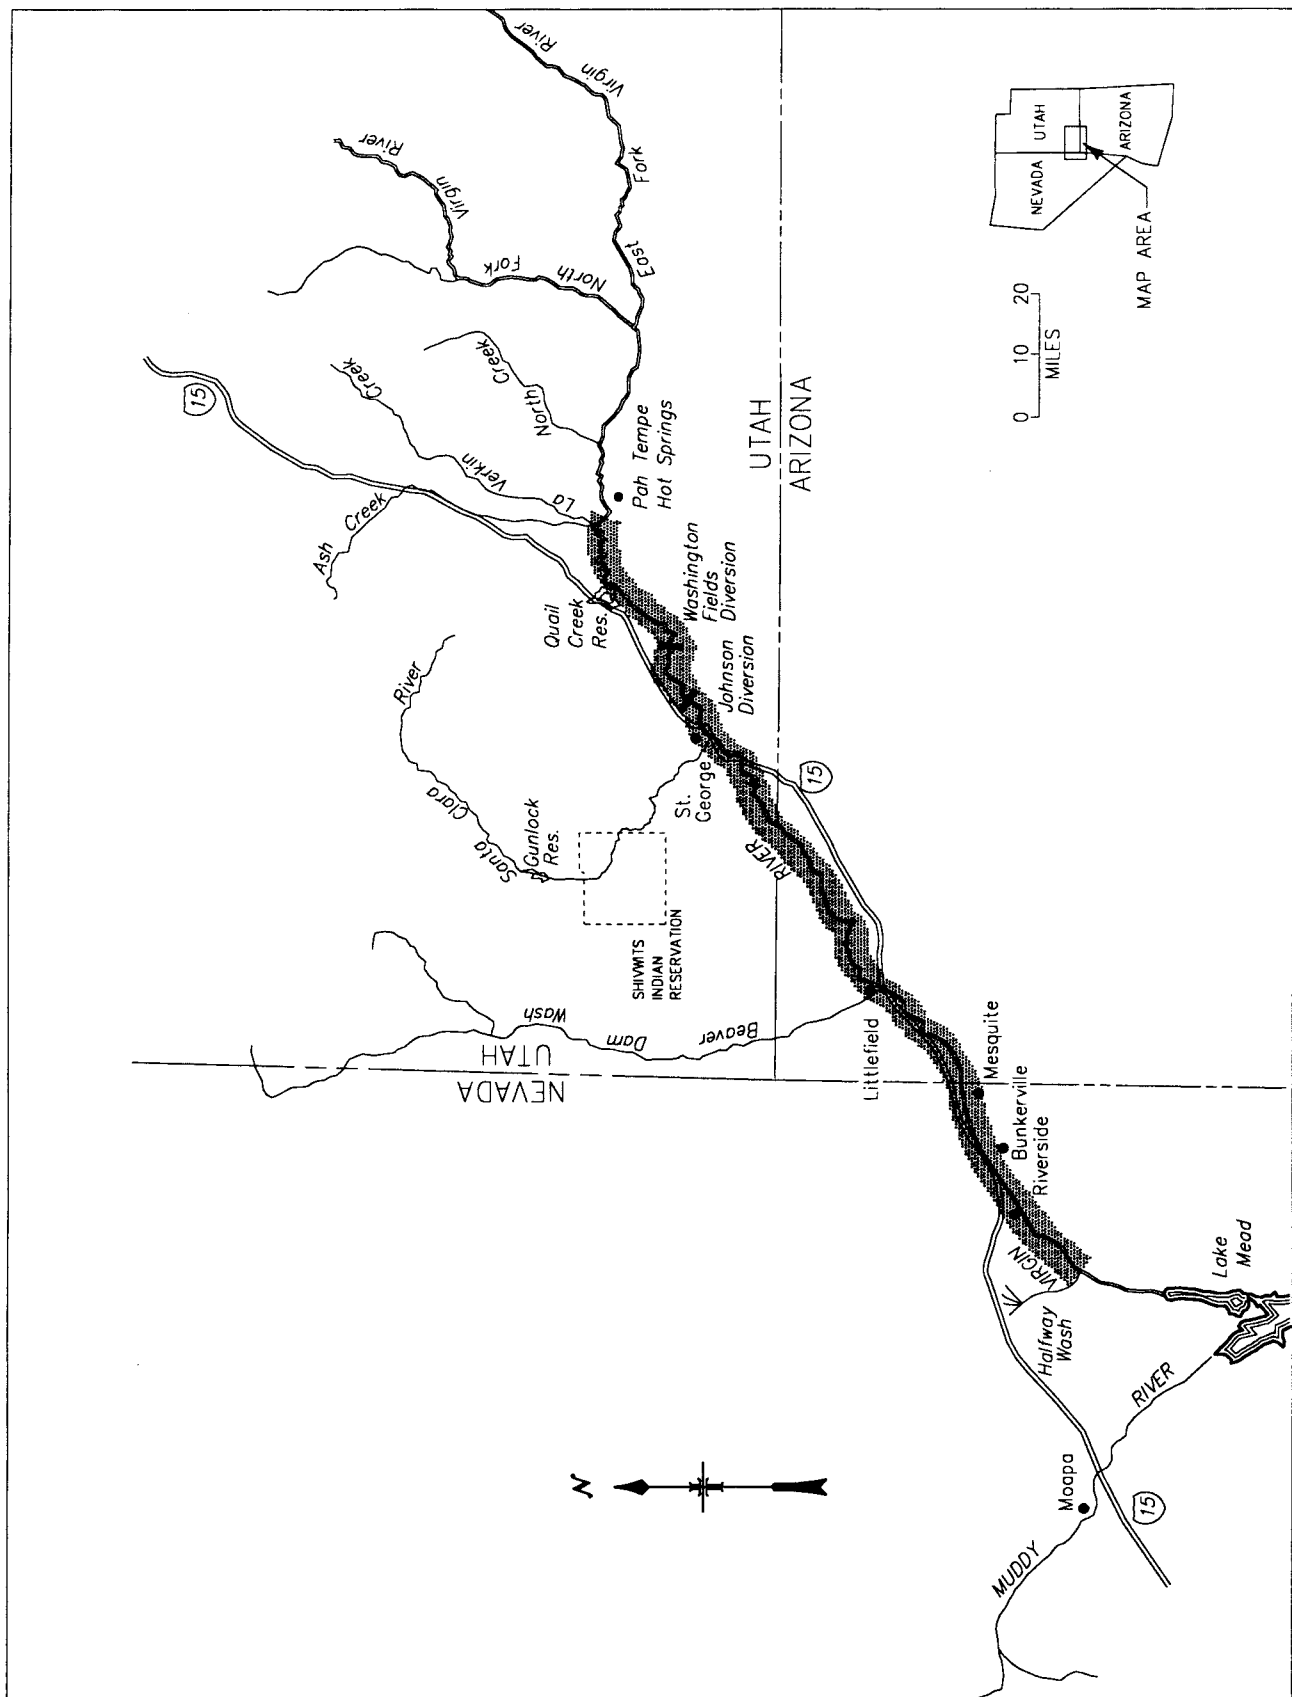 River
Virgin
Fork
East
River
Virgin
Fork
North
Creek
North
Creek
Verkin
La
15
Creek
Ash
Pah Tempe
Hot Springs
Quail
Creek
Res.
Washington
Fields
Diversion
Johnson
Diversion
River
Clara
Santa
Gunlock
Res.
St.
George
SHIVWITS
INDIAN
RESERVATION
UTAH
ARIZONA
15
RIVER
Wash
Dam
Beaver
UTAH
NEVADA
Littlefield
Mesquite
Bunkerville
Riverside
VIRGIN
Halfway
Wash
Lake
Mead
RIVER
MUDDY
Moapa
15
N
0 10 20
MILES
NEVADA
UTAH
ARIZONA
MAP AREA